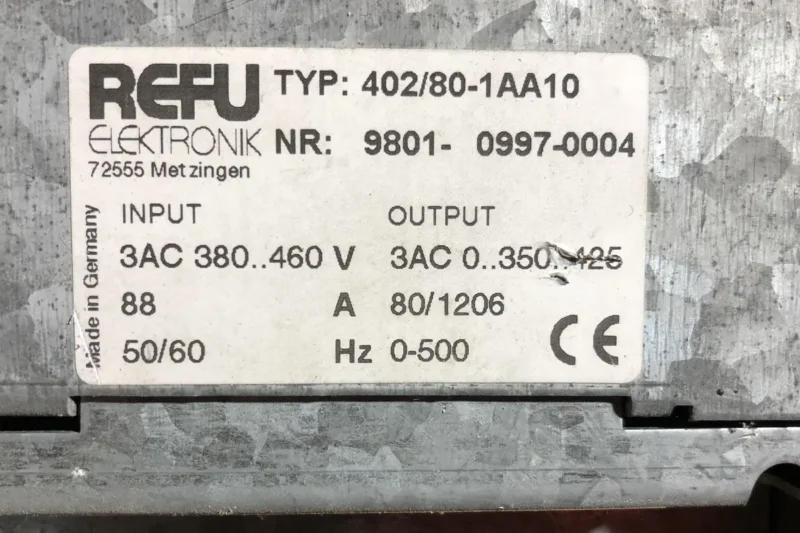 REFU TYP: 402/80-1AA10
ELEKTRONIK NR: 9801- 0997-0004
72555 Metzingen
Made in Germany
INPUT OUTPUT
3AC 380..460 V 3AC 0..350..425
88 A 80/1206
50/60 Hz 0-500
CE